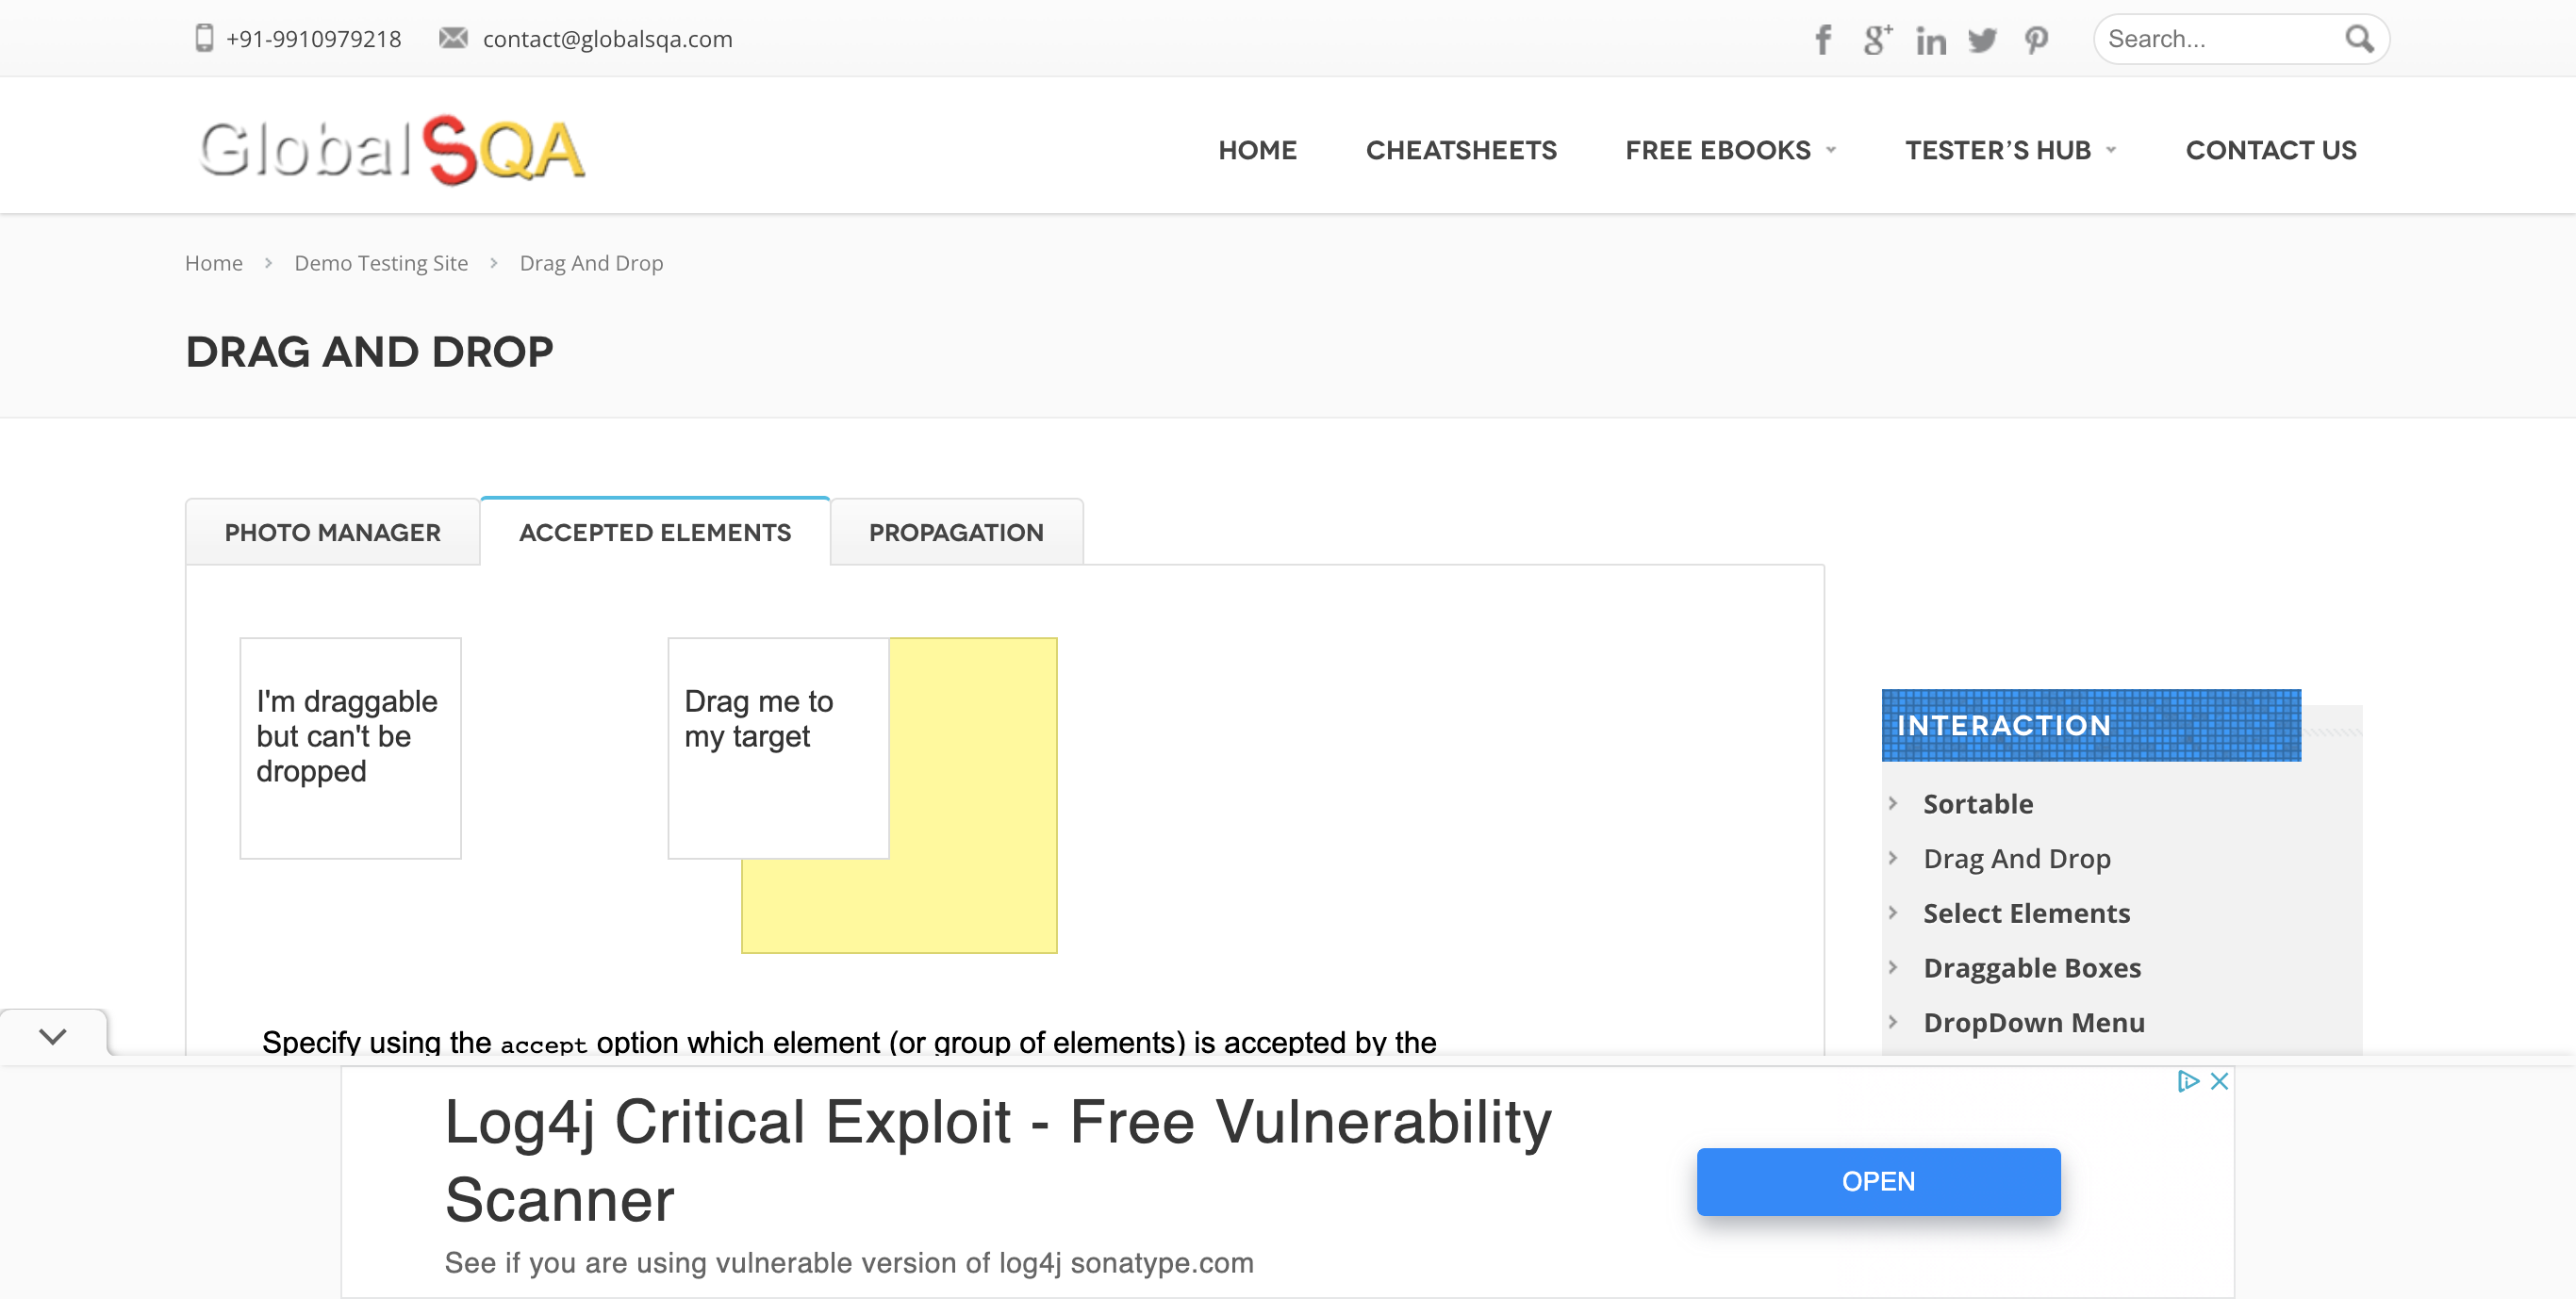 +91-9910979218 contact@globalsqa.com Search...
GlobalSQA
HOME CHEATSHEETS FREE EBOOKS TESTER’S HUB CONTACT US
Home > Demo Testing Site > Drag And Drop
DRAG AND DROP
PHOTO MANAGER ACCEPTED ELEMENTS PROPAGATION
I'm draggable
but can't be
dropped
Drag me to
my target
Specify using the accept option which element (or group of elements) is accepted by the
INTERACTION
Sortable
Drag And Drop
Select Elements
Draggable Boxes
DropDown Menu
Log4j Critical Exploit - Free Vulnerability
Scanner
See if you are using vulnerable version of log4j sonatype.com
OPEN